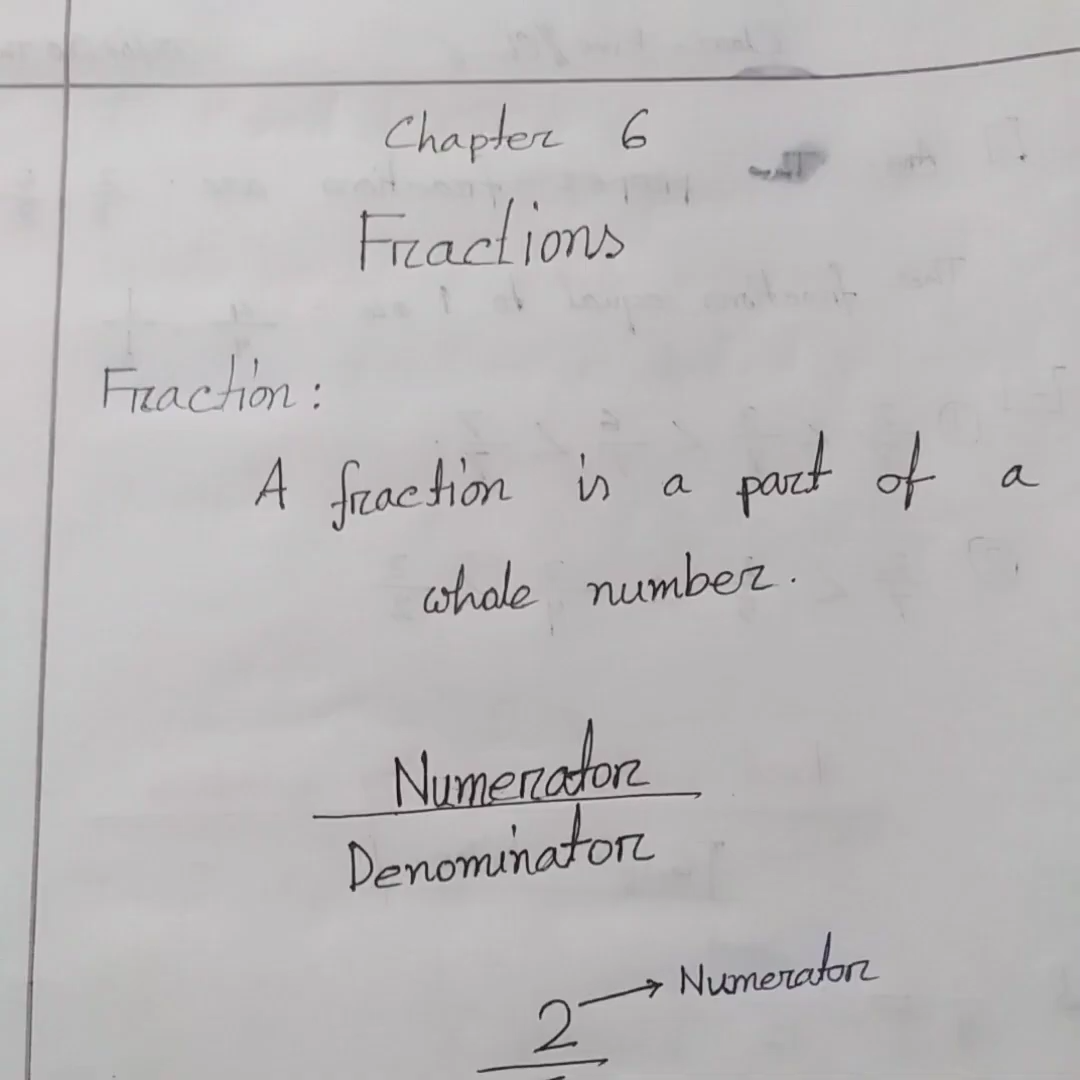 Chapter 6
Fractions
Fraction:
A fraction is a part of a
whole number.
Numerator
Denominator
2 → Numerator